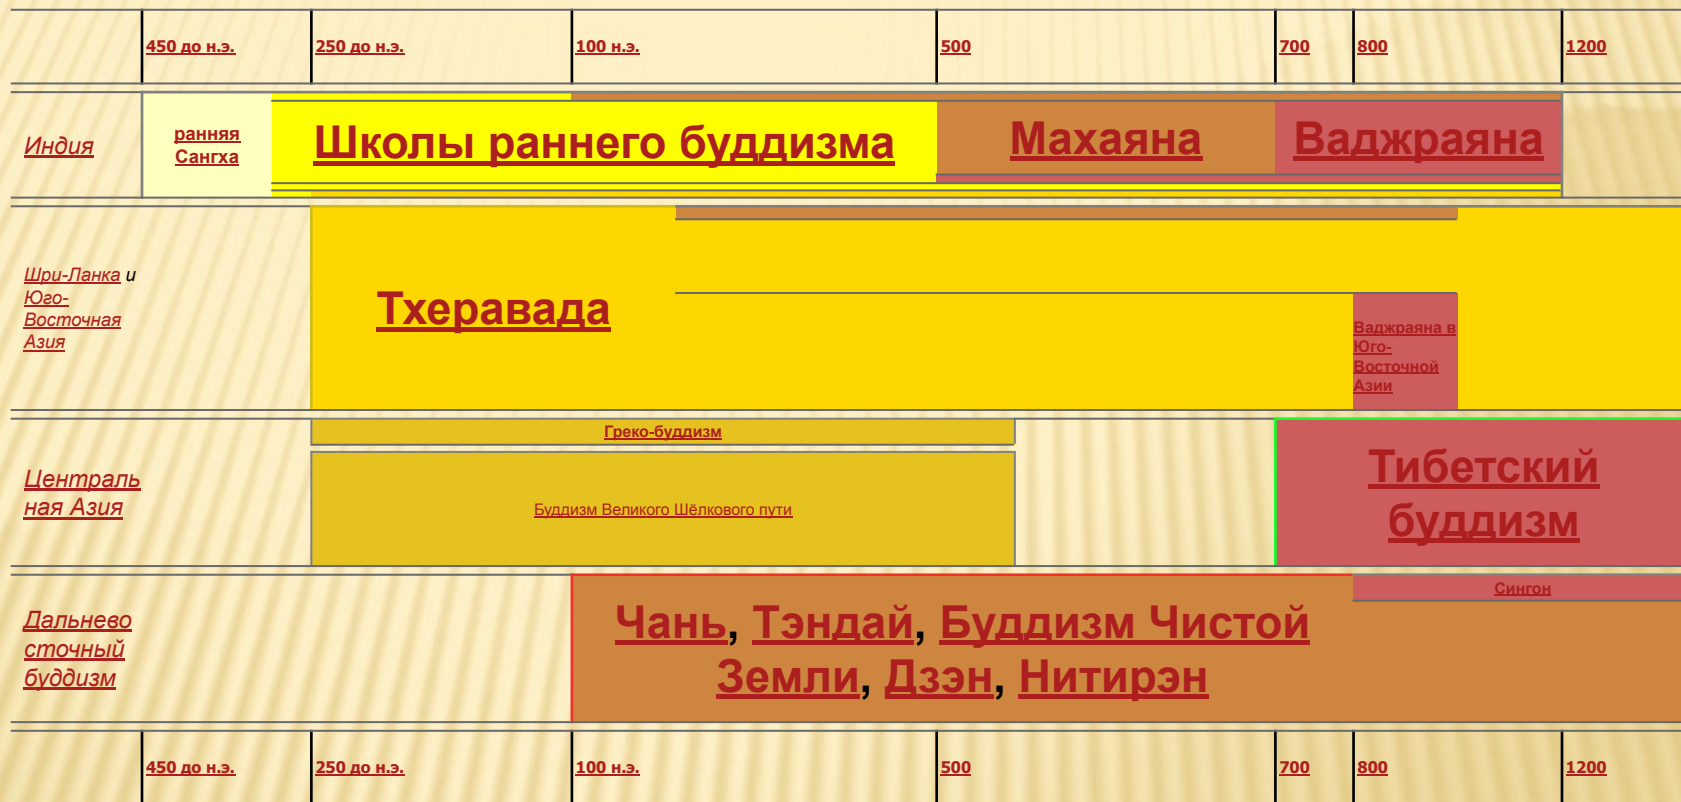 450 до н.э. 250 до н.э. 100 н.э. 500 700 800 1200
Индия
ранняя
Сангха
Школы раннего буддизма
Махаяна
Ваджраяна
Шри-Ланка и
Юго-
Восточная
Азия
Тхеравада
Ваджраяна в
Юго-
Восточной
Азии
Централь
ная Азия
Греко-буддизм
Буддизм Великого Шёлкового пути
Тибетский
буддизм
Дальнево
сточный
буддизм
Чань, Тэндай, Буддизм Чистой
Земли, Дзэн, Нитирэн
Сингон
450 до н.э. 250 до н.э. 100 н.э. 500 700 800 1200